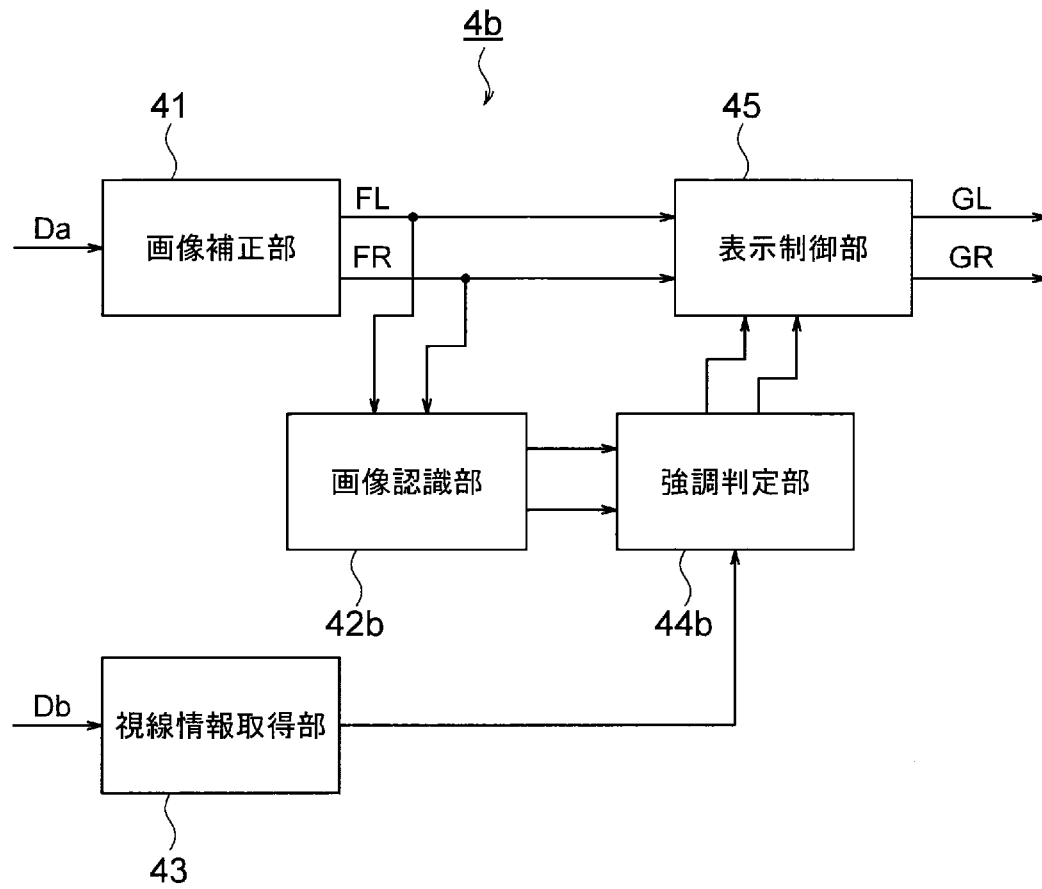 4b
41
45
FL
GL
Da
画像補正部
FR
表示制御部
GR
画像認識部
強調判定部
42b
44b
Db
視線情報取得部
43